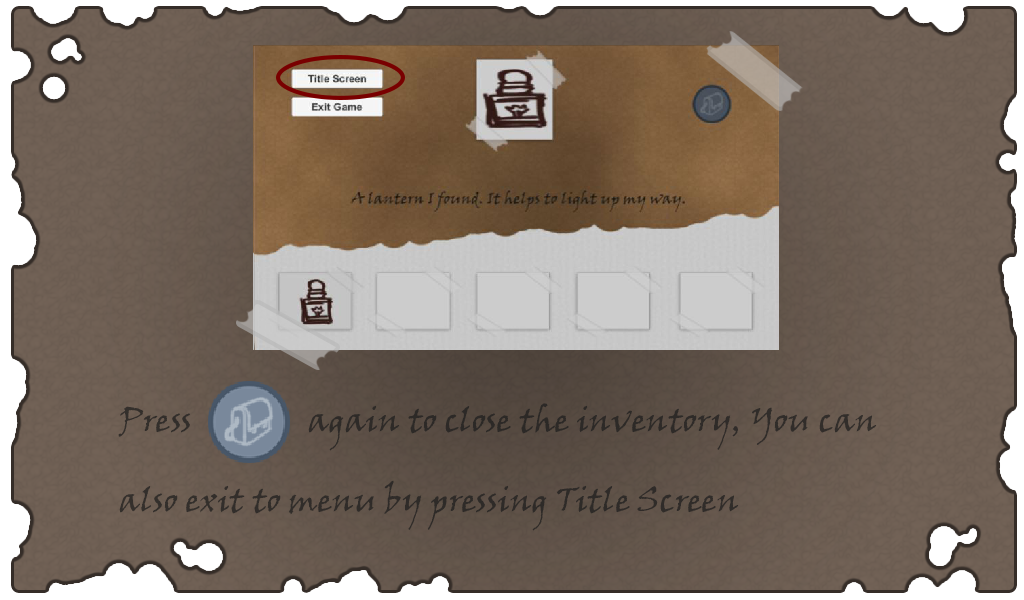 Title Screen
Exit Game
A lantern I found. It helps to light up my way.
Press again to close the inventory, You can
also exit to menu by pressing Title Screen